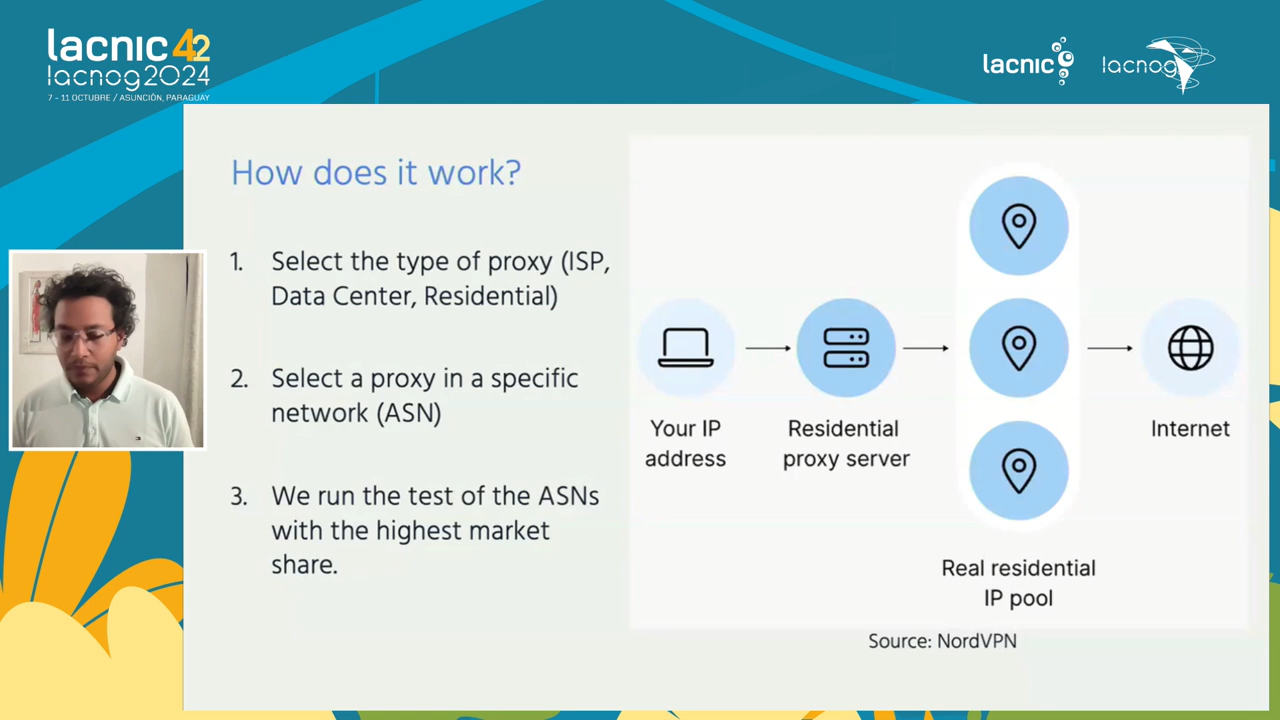 lacnic 42
lacnog2024
7 - 11 OCTUBRE / ASUNCIÓN, PARAGUAY
lacnic
lacnog
How does it work?
1. Select the type of proxy (ISP,
Data Center, Residential)
2. Select a proxy in a specific
network (ASN)
3. We run the test of the ASNs
with the highest market
share.
Your IP
address
Residential
proxy server
Real residential
IP pool
Internet
Source: NordVPN